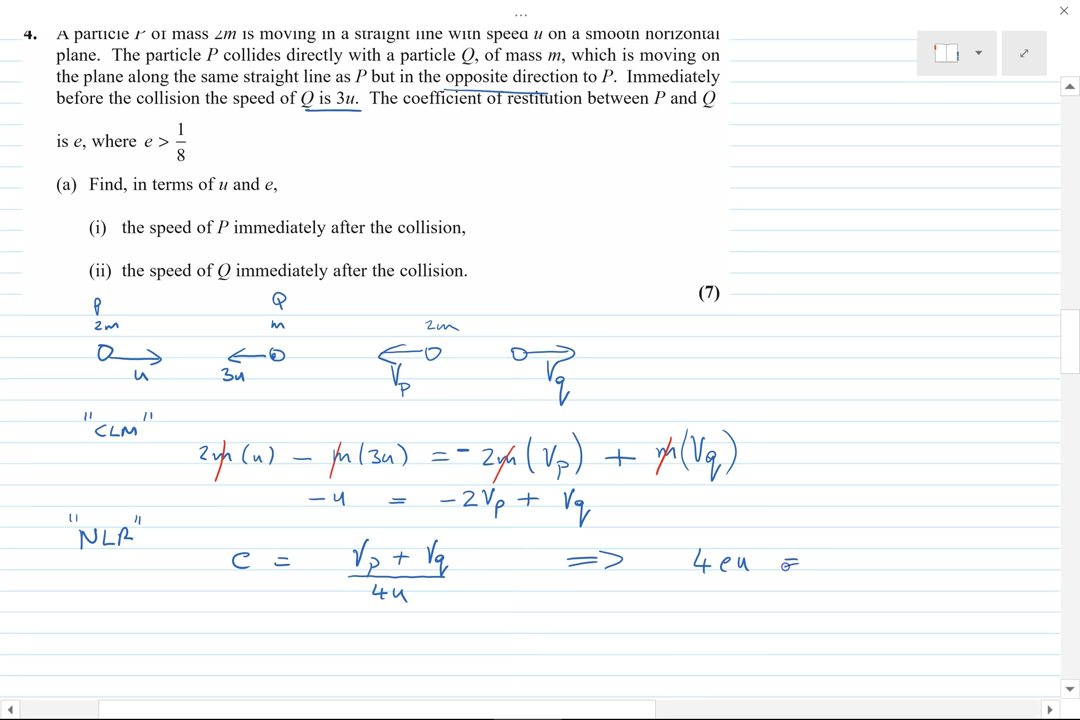 4. A particle P of mass 2m is moving in a straight line with speed u on a smooth horizontal
plane. The particle P collides directly with a particle Q, of mass m, which is moving on
the plane along the same straight line as P but in the opposite direction to P. Immediately
before the collision the speed of Q is 3u. The coefficient of restitution between P and Q
is e, where e > 1/8
(a) Find, in terms of u and e,
(i) the speed of P immediately after the collision,
(ii) the speed of Q immediately after the collision.
(7)
P Q
2m m 2m
u 3u Vp Vq
"CLM"
2m(u) - m(3u) = -2m(Vp) + m(Vq)
-u = -2Vp + Vq
"NLR"
e = (Vp + Vq)/4u => 4eu =